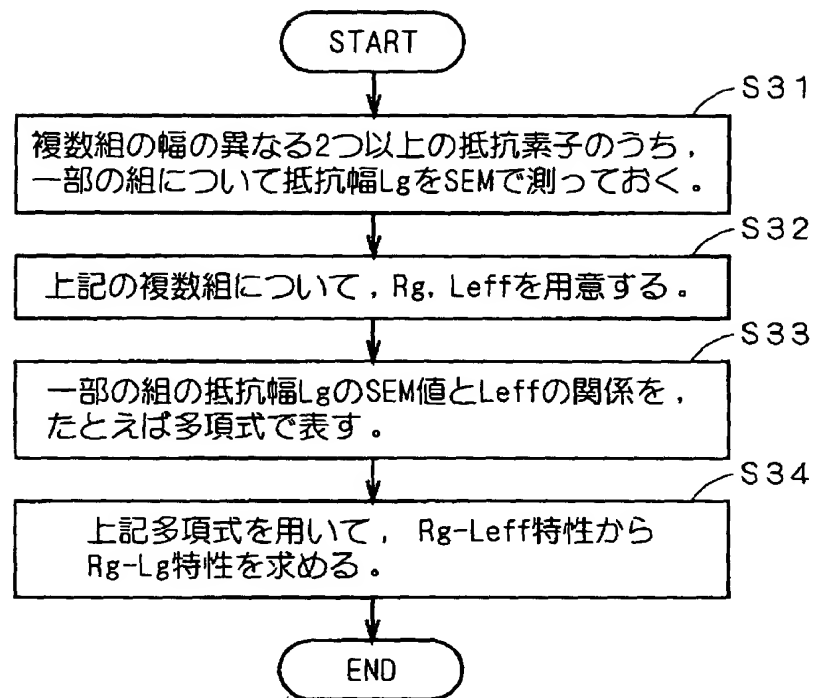 START
S31
複数組の幅の異なる2つ以上の抵抗素子のうち,
一部の組について抵抗幅LgをSEMで測っておく。
S32
上記の複数組について,Rg, Leffを用意する。
S33
一部の組の抵抗幅LgのSEM値とLeffの関係を,
たとえば多項式で表す。
S34
上記多項式を用いて, Rg-Leff特性から
Rg-Lg特性を求める。
END